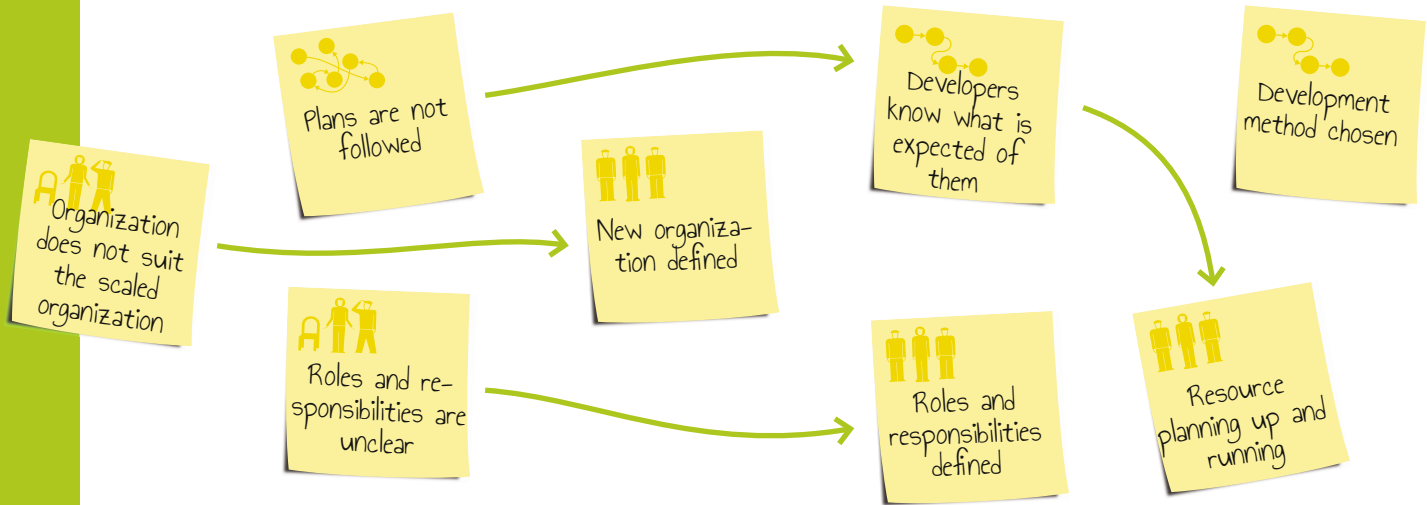 Plans are not
followed
Developers
know what is
expected of
them
Development
method chosen
Organization
does not suit
the scaled
organization
New organiza-
tion defined
Roles and re-
sponsibilities are
unclear
Roles and
responsibilities
defined
Resource
planning up and
running